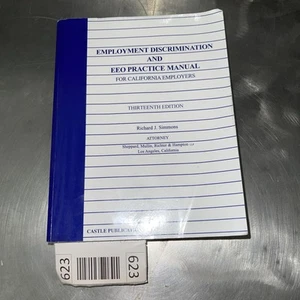 EMPLOYMENT DISCRIMINATION
AND
EEO PRACTICE MANUAL
FOR CALIFORNIA EMPLOYERS
THIRTEENTH EDITION
Richard J. Simmons
ATTORNEY
Sheppard, Mullin, Richter & Hampton LLP
Los Angeles, California
CASTLE PUBLICATIONS
623
623